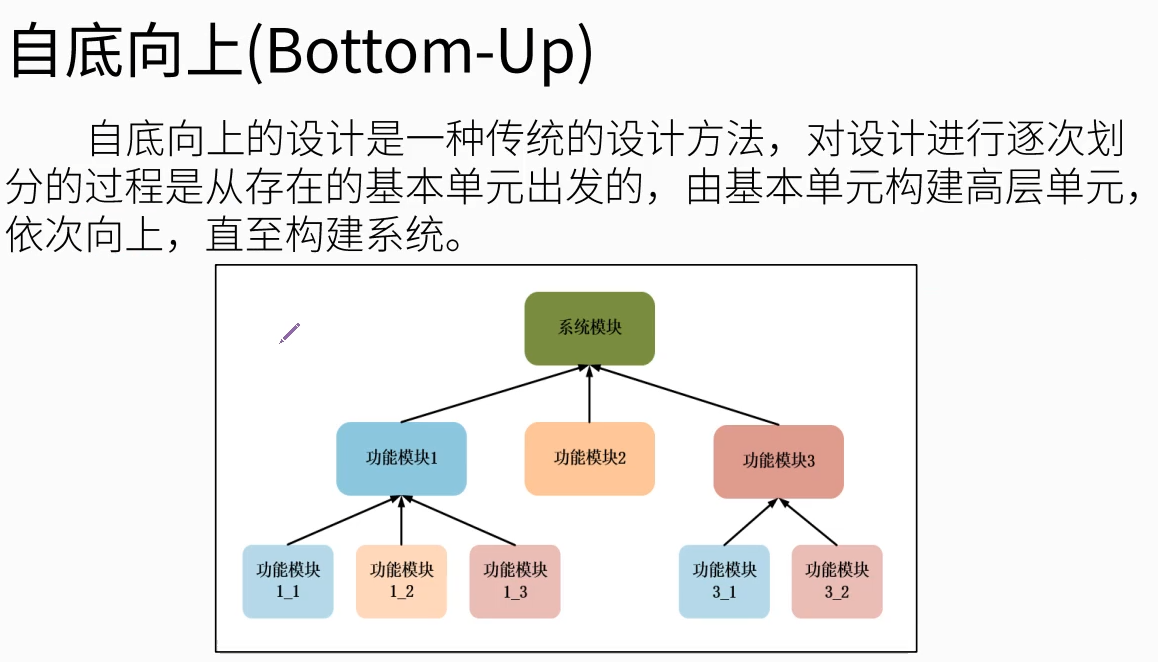 自底向上(Bottom-Up)
自底向上的设计是一种传统的设计方法，对设计进行逐次划
分的过程是从存在的基本单元出发的，由基本单元构建高层单元，
依次向上，直至构建系统。
系统模块
功能模块1
功能模块2
功能模块3
功能模块
1_1
功能模块
1_2
功能模块
1_3
功能模块
3_1
功能模块
3_2